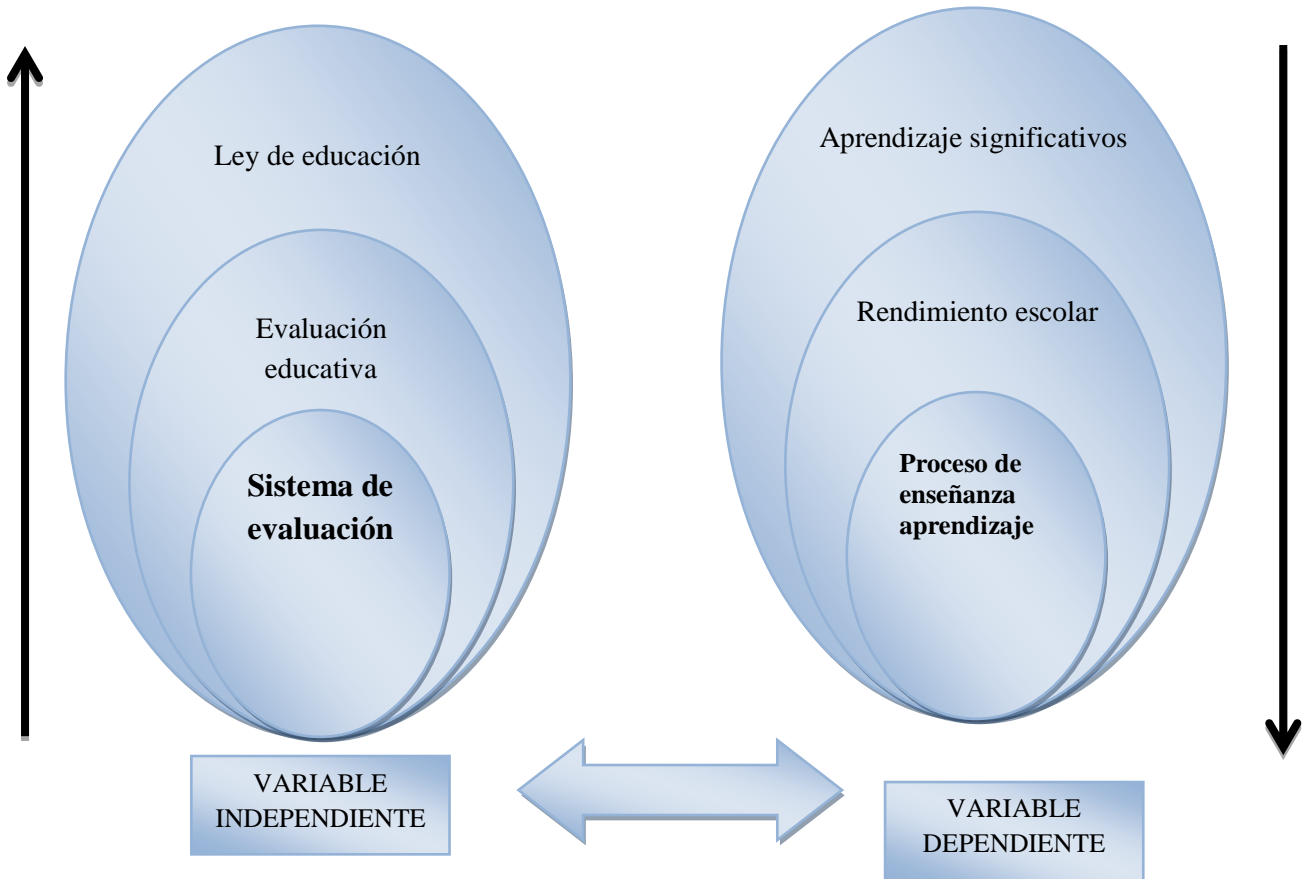 Ley de educación
Evaluación
educativa
Sistema de
evaluación
VARIABLE
INDEPENDIENTE
Aprendizaje significativos
Rendimiento escolar
Proceso de
enseñanza
aprendizaje
VARIABLE
DEPENDIENTE